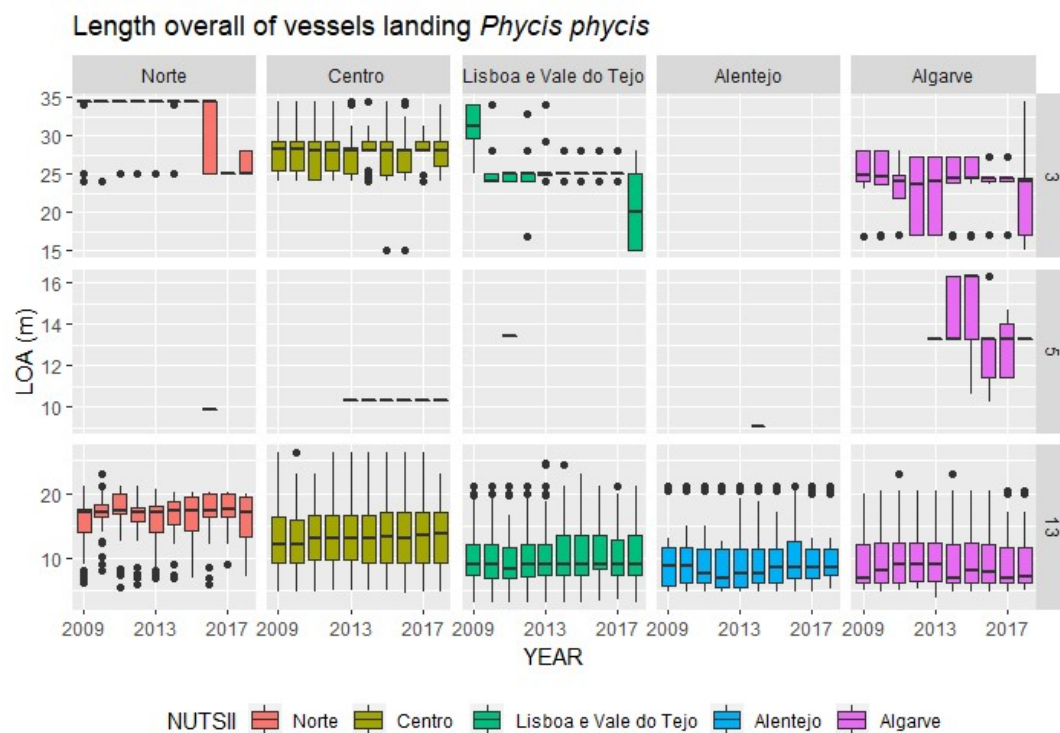 Length overall of vessels landing Phycis phycis
Norte Centro Lisboa e Vale do Tejo Alentejo Algarve
35
30
25
20
15
3
16
14
12
10
5
20
10
13
LOA (m)
2009 2013 2017 2009 2013 2017 2009 2013 2017 2009 2013 2017 2009 2013 2017
YEAR
NUTSII Norte Centro Lisboa e Vale do Tejo Alentejo Algarve